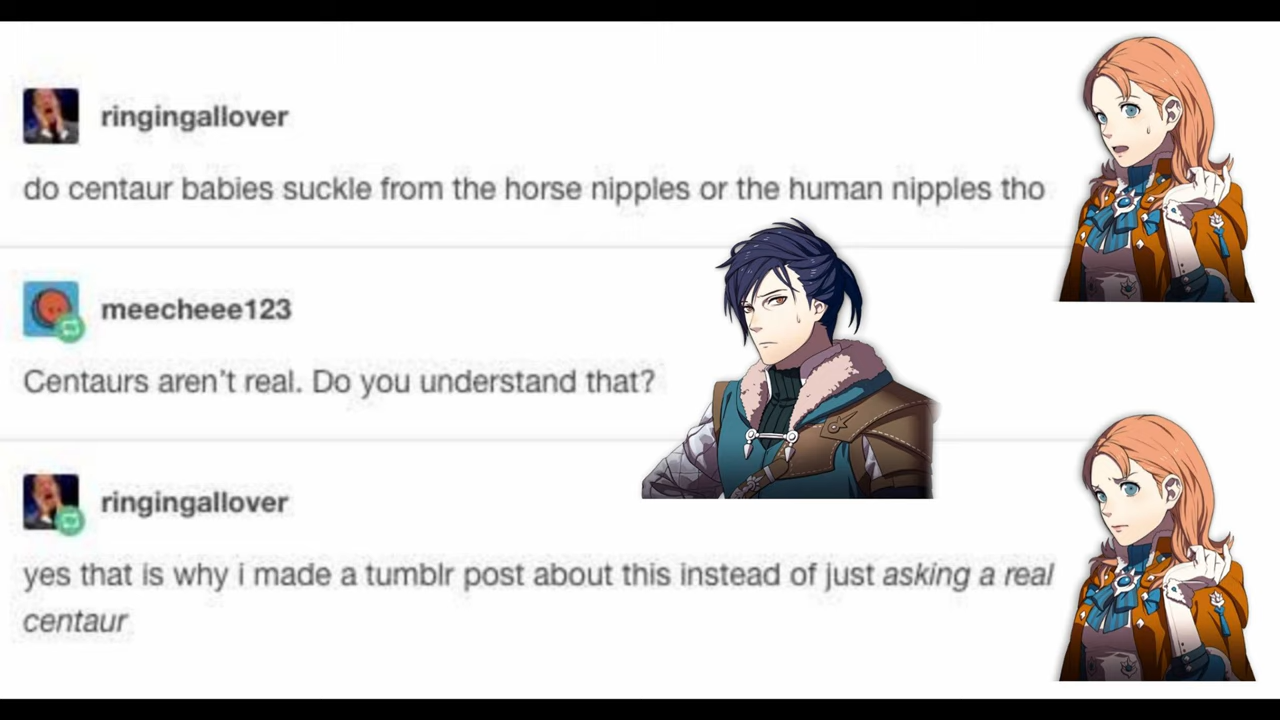 ringingallover
do centaur babies suckle from the horse nipples or the human nipples tho
meecheee123
Centaurs aren't real. Do you understand that?
ringingallover
yes that is why i made a tumblr post about this instead of just asking a real
centaur